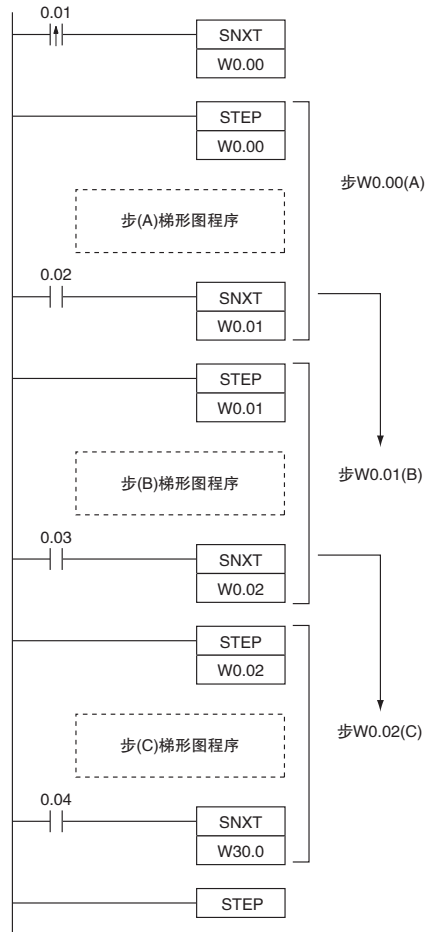 0.01
SNXT
W0.00
STEP
W0.00
步W0.00(A)
步(A)梯形图程序
0.02
SNXT
W0.01
STEP
W0.01
步(B)梯形图程序
步W0.01(B)
0.03
SNXT
W0.02
STEP
W0.02
步(C)梯形图程序
步W0.02(C)
0.04
SNXT
W30.0
STEP